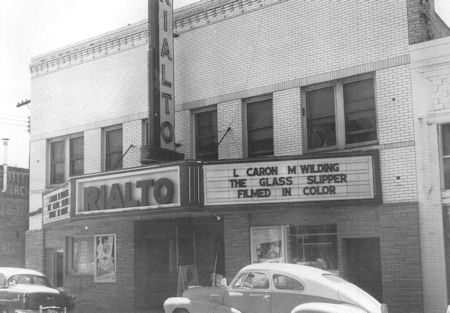 RIALTO
RIALTO
L CARON M WILDING
THE GLASS SLIPPER
FILMED IN COLOR